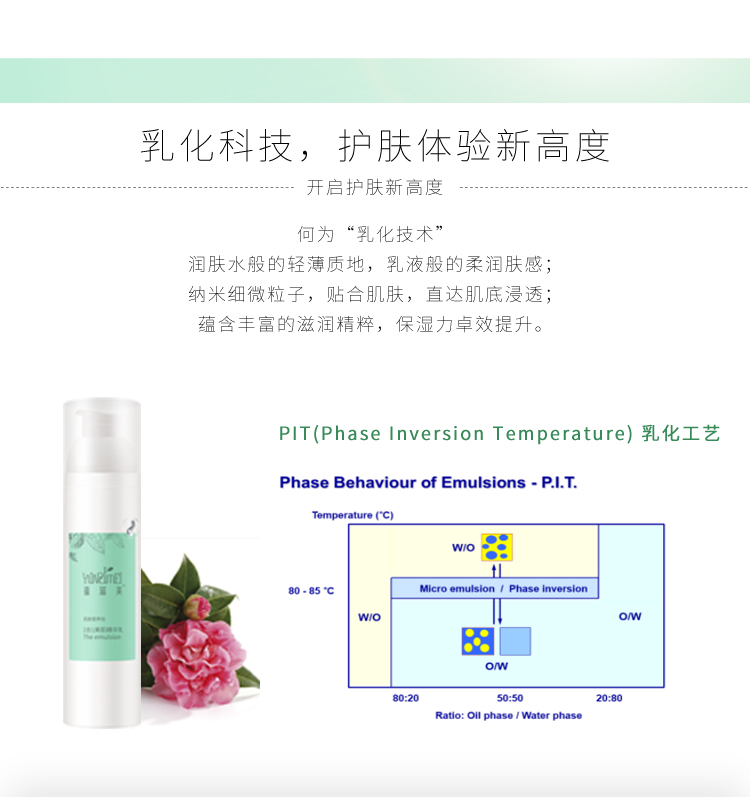 乳化科技，护肤体验新高度
开启护肤新高度
何为“乳化技术”
润肤水般的轻薄质地，乳液般的柔润肤感；
纳米细微粒子，贴合肌肤，直达肌底浸透；
蕴含丰富的滋润精粹，保湿力卓效提升。
PIT(Phase Inversion Temperature) 乳化工艺
Phase Behaviour of Emulsions - P.I.T.
Temperature (°C)
W/O
80 - 85 °C
Micro emulsion / Phase inversion
W/O
O/W
O/W
80:20 50:50 20:80
Ratio: Oil phase / Water phase
The emulsion